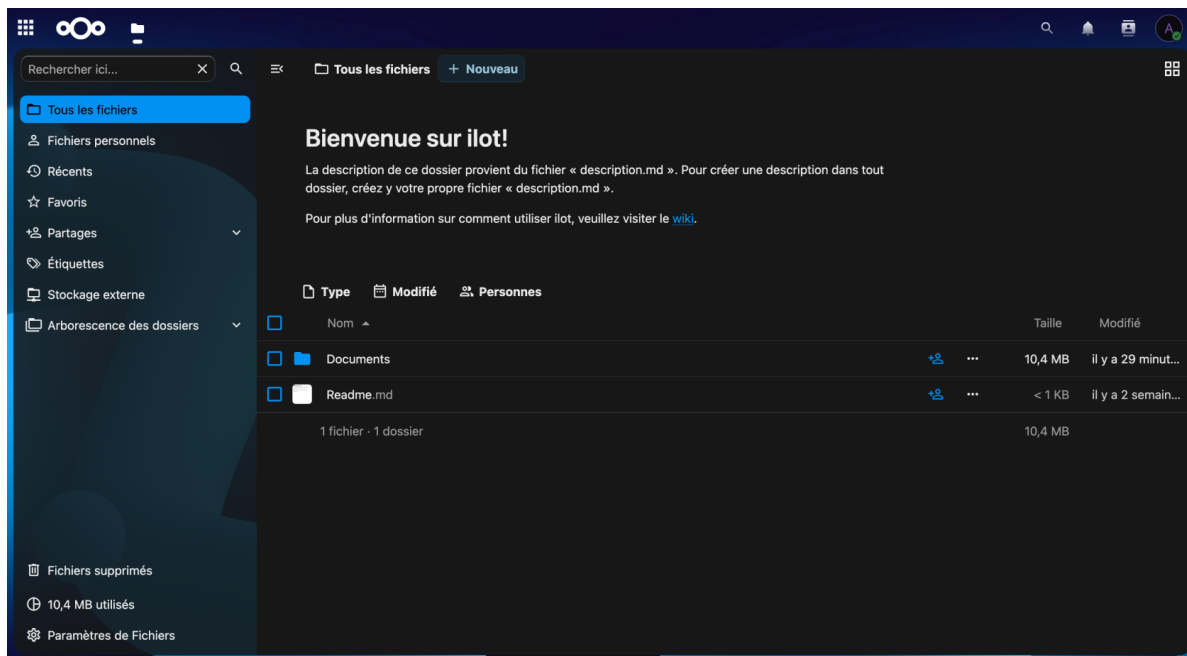 A
Rechercher ici...
Tous les fichiers
+ Nouveau
Tous les fichiers
Fichiers personnels
Récents
Favoris
Partages
Étiquettes
Stockage externe
Arborescence des dossiers
Bienvenue sur ilot!
La description de ce dossier provient du fichier « description.md ». Pour créer une description dans tout
dossier, créez y votre propre fichier « description.md ».
Pour plus d'information sur comment utiliser ilot, veuillez visiter le wiki.
Type Modifié Personnes
Nom Taille Modifié
Documents 10,4 MB il y a 29 minut...
Readme.md < 1 KB il y a 2 semain...
1 fichier · 1 dossier 10,4 MB
Fichiers supprimés
10,4 MB utilisés
Paramètres de Fichiers